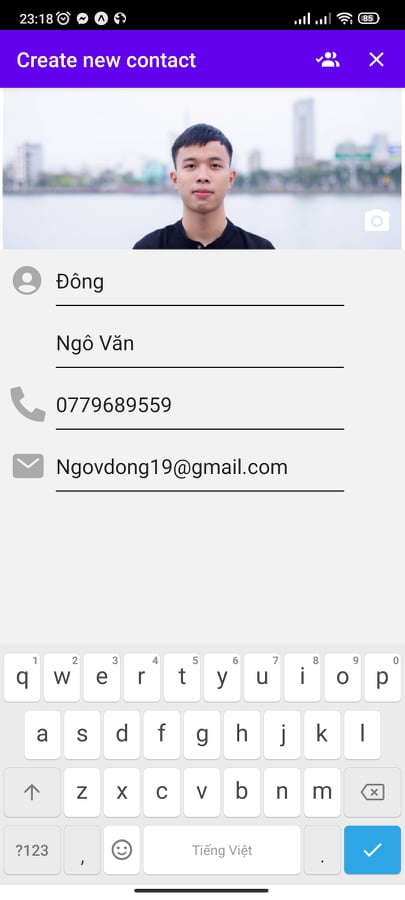 23:18
85
Create new contact
Đông
Ngô Văn
0779689559
Ngovdong19@gmail.com
1 2 3 4 5 6 7 8 9 0
q w e r t y u i o p
a s d f g h j k l
z x c v b n m
?123 , Tiếng Việt .